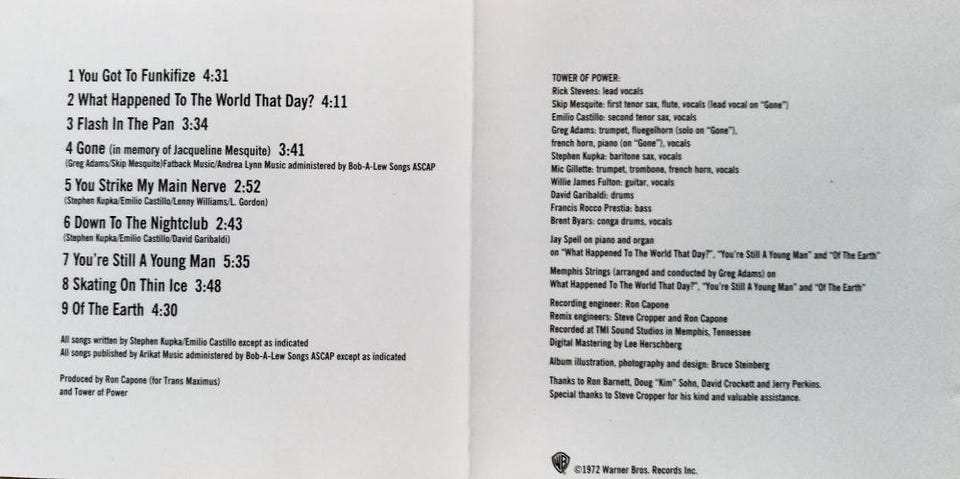 1 You Got To Funkifize 4:31
2 What Happened To The World That Day? 4:11
3 Flash In The Pan 3:34
4 Gone (in memory of Jacqueline Mesquite) 3:41
(Greg Adams/Skip Mesquite)Fatback Music/Andrea Lynn Music administered by Bob-A-Lew Songs ASCAP
5 You Strike My Main Nerve 2:52
(Stephen Kupka/Emilio Castillo/Lenny Williams/L. Gordon)
6 Down To The Nightclub 2:43
(Stephen Kupka/Emilio Castillo/David Garibaldi)
7 You're Still A Young Man 5:35
8 Skating On Thin Ice 3:48
9 Of The Earth 4:30
All songs written by Stephen Kupka/Emilio Castillo except as indicated
All songs published by Arikat Music administered by Bob-A-Lew Songs ASCAP except as indicated
Produced by Ron Capone (for Trans Maximus)
and Tower of Power
TOWER OF POWER:
Rick Stevens: lead vocals
Skip Mesquite: first tenor sax, flute, vocals (lead vocal on "Gone")
Emilio Castillo: second tenor sax, vocals
Greg Adams: trumpet, fluegelhorn (solo on "Gone"),
french horn, piano (on "Gone"), vocals
Stephen Kupka: baritone sax, vocals
Mic Gillette: trumpet, trombone, french horn, vocals
Willie James Fulton: guitar, vocals
David Garibaldi: drums
Francis Rocco Prestia: bass
Brent Byars: conga drums, vocals
Jay Spell on piano and organ
on "What Happened To The World That Day?", "You're Still A Young Man" and "Of The Earth"
Memphis Strings (arranged and conducted by Greg Adams) on
What Happened To The World That Day?", "You're Still A Young Man" and "Of The Earth"
Recording engineer: Ron Capone
Remix engineers: Steve Cropper and Ron Capone
Recorded at TMI Sound Studios in Memphis, Tennessee
Digital Mastering by Lee Herschberg
Album illustration, photography and design: Bruce Steinberg
Thanks to Ron Barnett, Doug "Kim" Sohn, David Crockett and Jerry Perkins.
Special thanks to Steve Cropper for his kind and valuable assistance.
WB ©1972 Warner Bros. Records Inc.